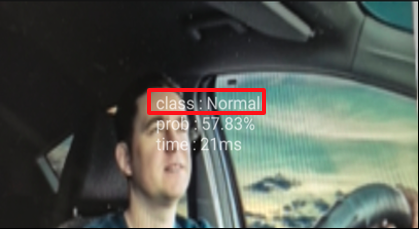 class : Normal
prob : 57.83%
time : 21ms